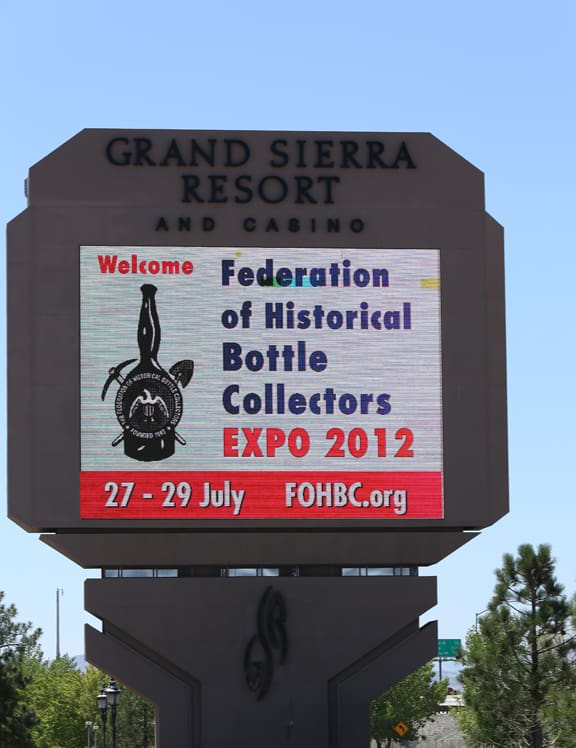 GRAND SIERRA
RESORT
AND CASINO
Welcome
Federation
of Historical
Bottle
Collectors
EXPO 2012
27 - 29 July FOHBC.org